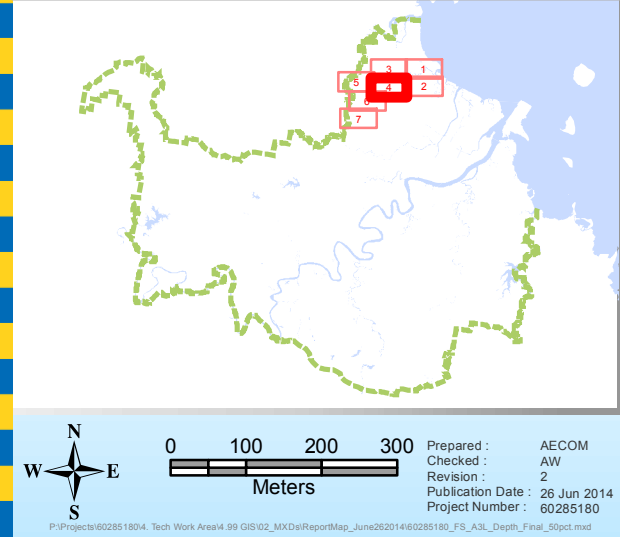 3 1
5 4 2
6
7
N
W E
S
0 100 200 300
Meters
Prepared : AECOM
Checked : AW
Revision : 2
Publication Date : 26 Jun 2014
Project Number : 60285180
P:\Projects\60285180\4. Tech Work Area\4.99 GIS\02_MXDs\ReportMap_June262014\60285180_FS_A3L_Depth_Final_50pct.mxd